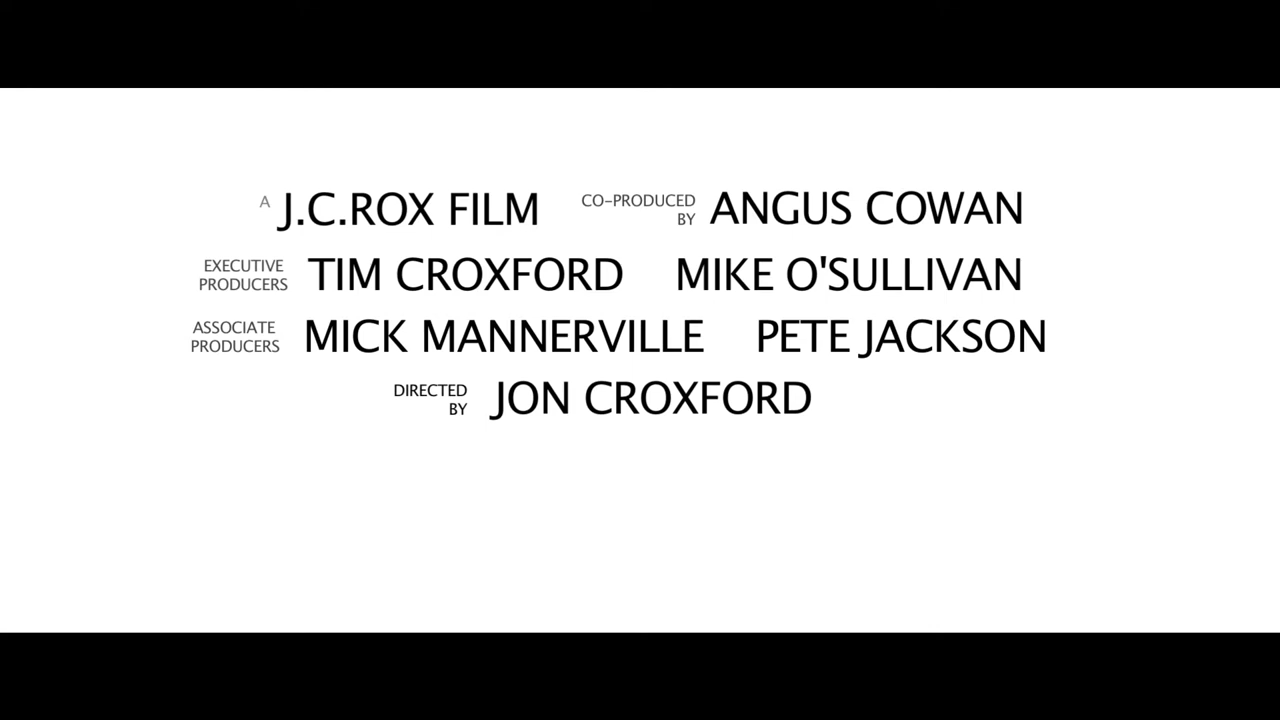 A J.C.ROX FILM CO-PRODUCED BY ANGUS COWAN
EXECUTIVE PRODUCERS TIM CROXFORD MIKE O'SULLIVAN
ASSOCIATE PRODUCERS MICK MANNERVILLE PETE JACKSON
DIRECTED BY JON CROXFORD